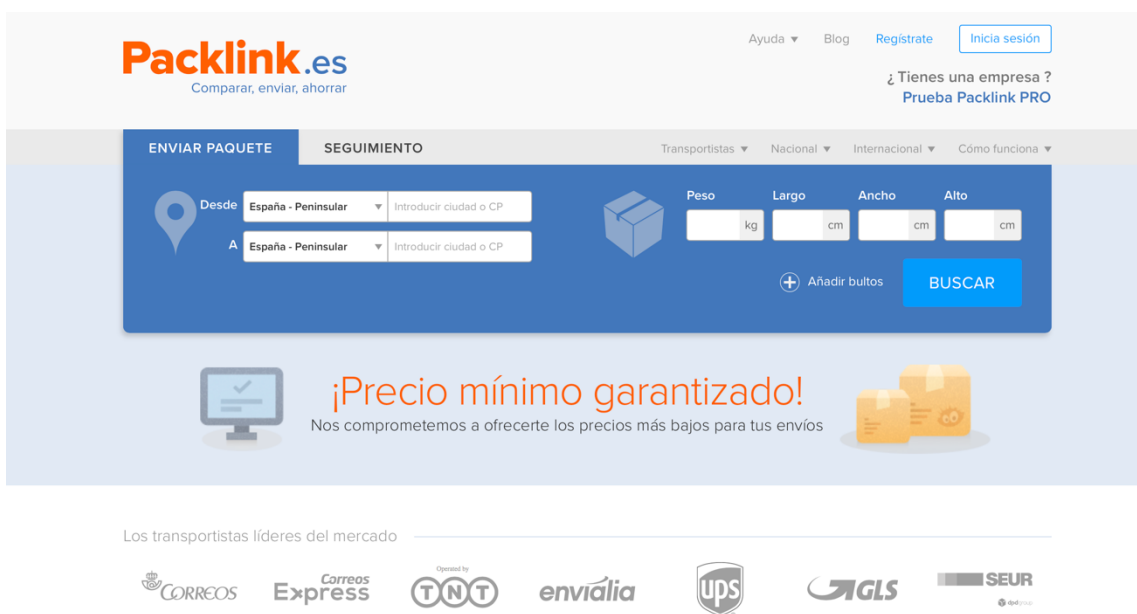 Packlink.es
Comparar, enviar, ahorrar
Ayuda Blog Regístrate Inicia sesión
¿ Tienes una empresa ?
Prueba Packlink PRO
ENVIAR PAQUETE SEGUIMIENTO Transportistas Nacional Internacional Cómo funciona
Desde España - Peninsular Introducir ciudad o CP
A España - Peninsular Introducir ciudad o CP
Peso Largo Ancho Alto
kg cm cm cm
Añadir bultos BUSCAR
¡Precio mínimo garantizado!
Nos comprometemos a ofrecerte los precios más bajos para tus envíos
Los transportistas líderes del mercado
CORREOS
Correos
Express
Operated by
TNT
envialia
ups
GLS
SEUR
dpdgroup